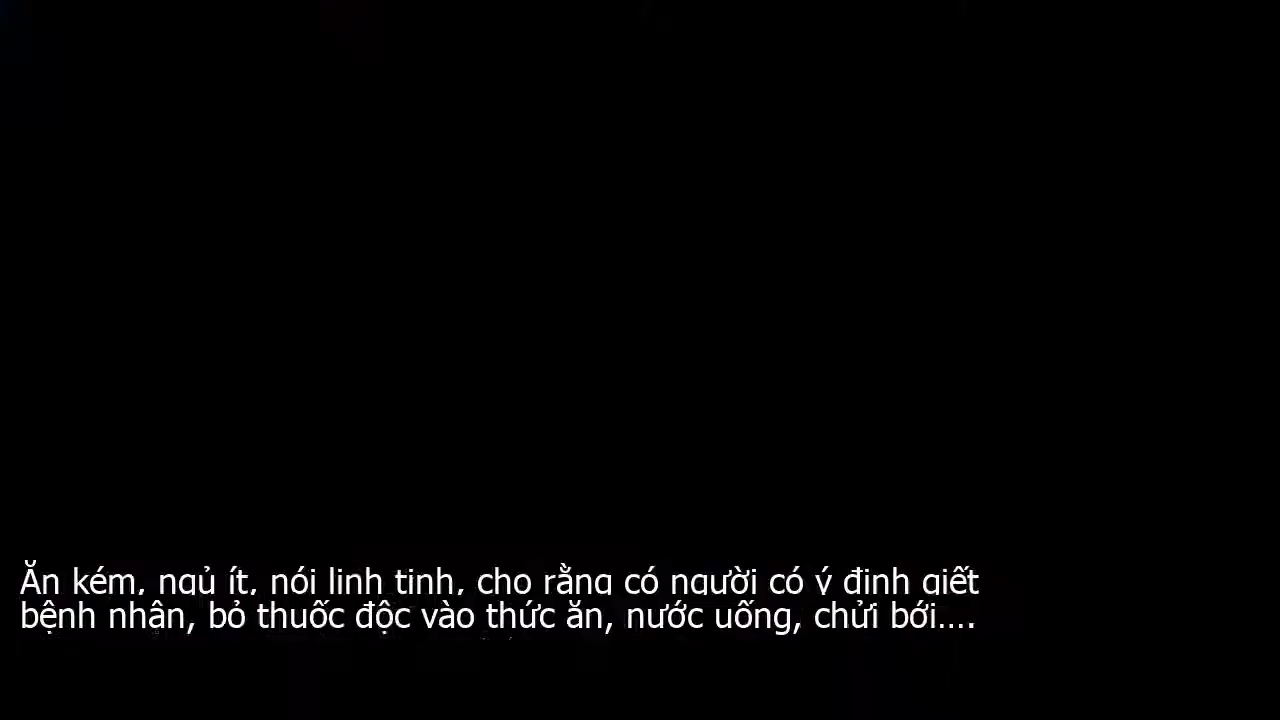 Ăn kém, ngủ ít, nói linh tinh, cho rằng có người có ý định giết
bệnh nhận, bỏ thuốc độc vào thức ăn, nước uống, chửi bới....